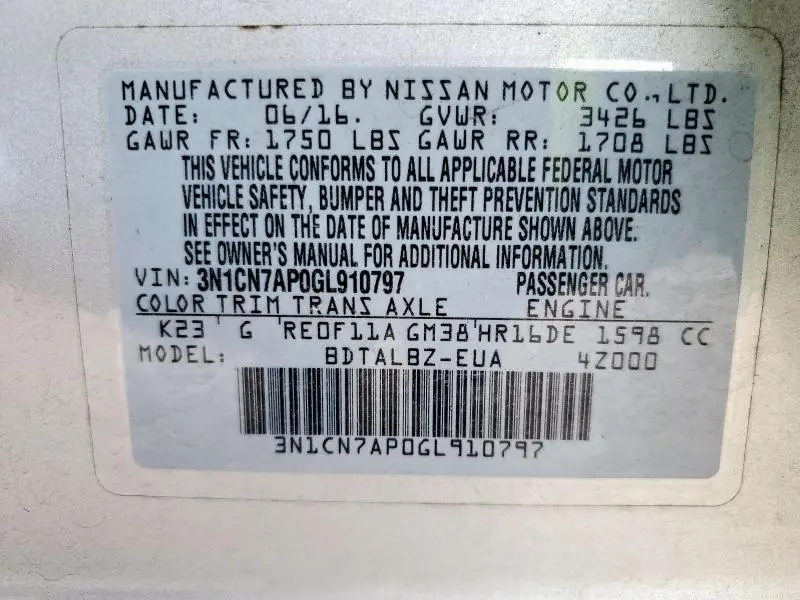 MANUFACTURED BY NISSAN MOTOR CO., LTD.
DATE: 06/16. GVWR: 3426 LBS
GAWR FR: 1750 LBS GAWR RR: 1708 LBS
THIS VEHICLE CONFORMS TO ALL APPLICABLE FEDERAL MOTOR
VEHICLE SAFETY, BUMPER AND THEFT PREVENTION STANDARDS
IN EFFECT ON THE DATE OF MANUFACTURE SHOWN ABOVE.
SEE OWNER'S MANUAL FOR ADDITIONAL INFORMATION.
VIN: 3N1CN7AP0GL910797 PASSENGER CAR.
COLOR TRIM TRANS AXLE ENGINE
K23 G RE0F11A GM38 HR16DE 1598 CC
MODEL: BDTALBZ-EUA 4Z000
3N1CN7AP0GL910797